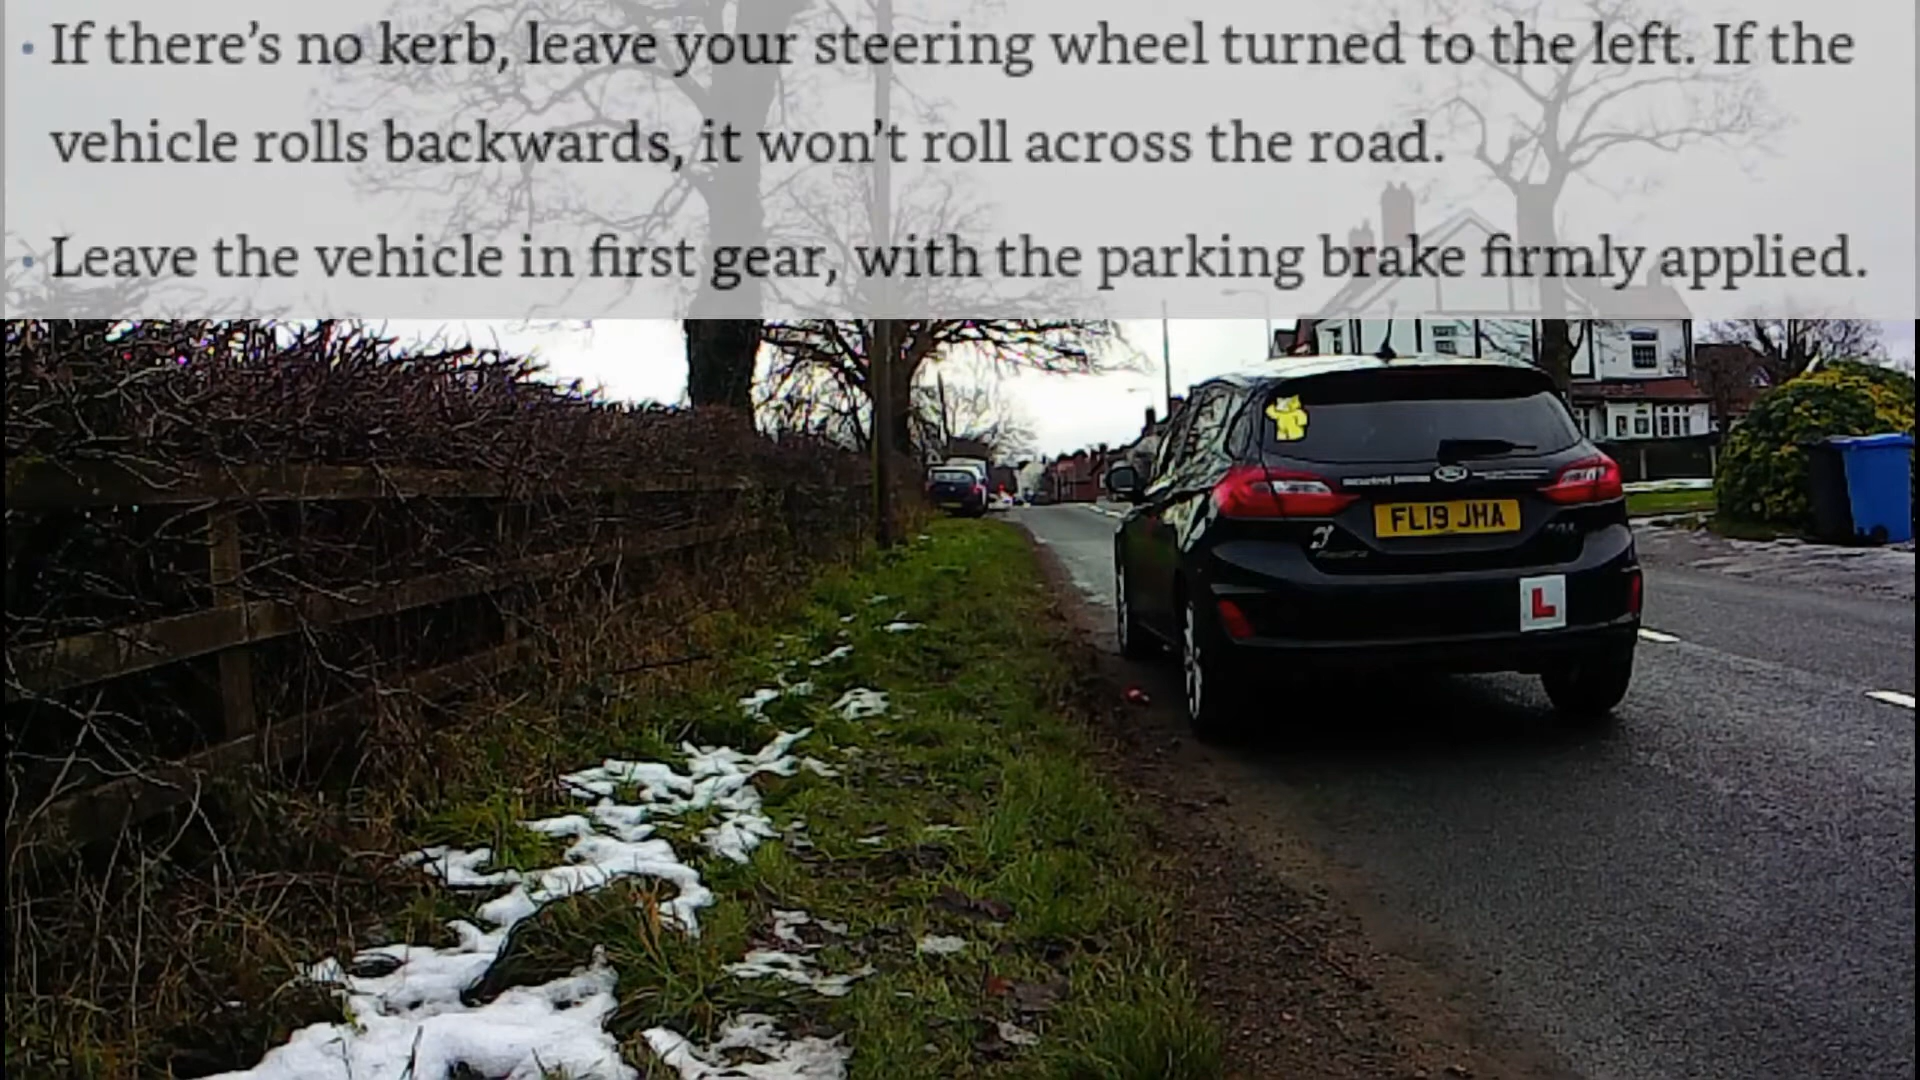 • If there's no kerb, leave your steering wheel turned to the left. If the
vehicle rolls backwards, it won't roll across the road.
• Leave the vehicle in first gear, with the parking brake firmly applied.
Ford
FL19 JHA
L